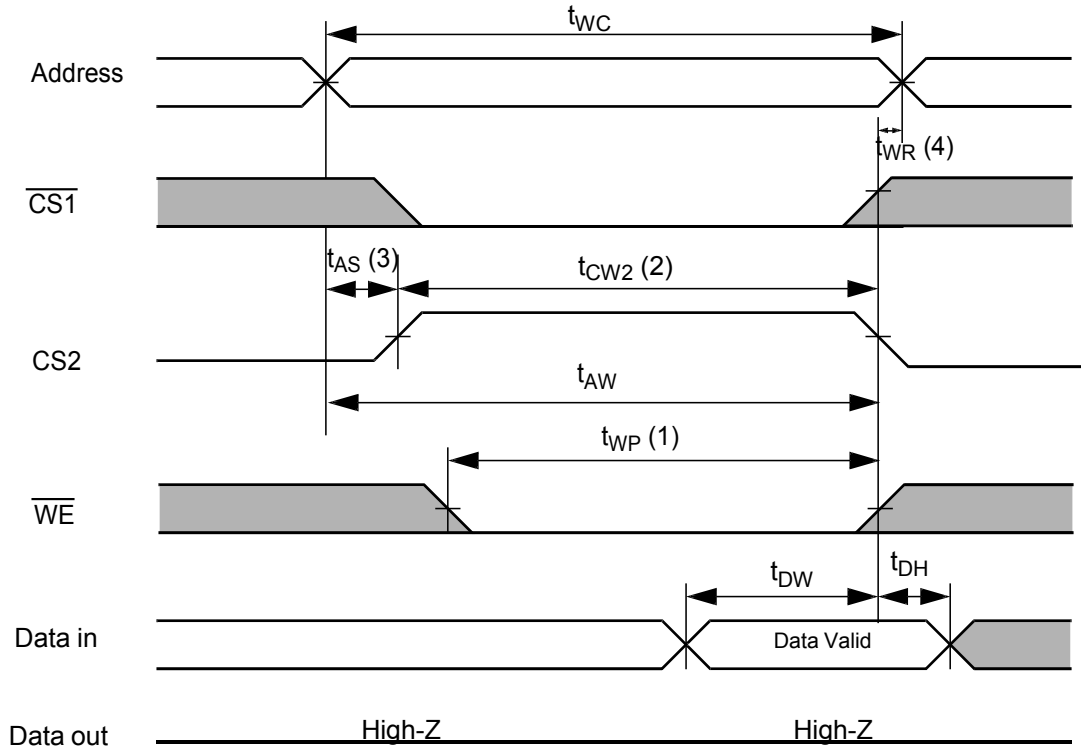 tWC
Address
tWR (4)
CS1
tAS (3)
tCW2 (2)
CS2
tAW
tWP (1)
WE
tDW
tDH
Data in
Data Valid
Data out
High-Z
High-Z